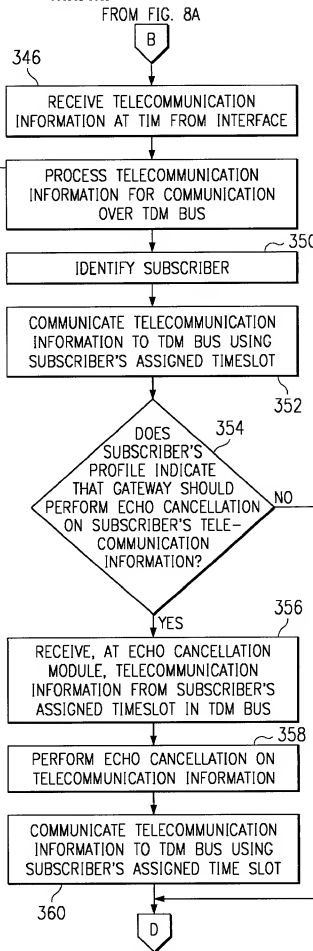 FROM FIG. 8A
B
346
RECEIVE TELECOMMUNICATION
INFORMATION AT TIM FROM INTERFACE
PROCESS TELECOMMUNICATION
INFORMATION FOR COMMUNICATION
OVER TDM BUS
350
IDENTIFY SUBSCRIBER
COMMUNICATE TELECOMMUNICATION
INFORMATION TO TDM BUS USING
SUBSCRIBER'S ASSIGNED TIMESLOT
352
354
DOES
SUBSCRIBER'S
PROFILE INDICATE
THAT GATEWAY SHOULD
PERFORM ECHO CANCELLATION
ON SUBSCRIBER'S TELE-
COMMUNICATION
INFORMATION?
NO
YES
356
RECEIVE, AT ECHO CANCELLATION
MODULE, TELECOMMUNICATION
INFORMATION FROM SUBSCRIBER'S
ASSIGNED TIMESLOT IN TDM BUS
358
PERFORM ECHO CANCELLATION ON
TELECOMMUNICATION INFORMATION
COMMUNICATE TELECOMMUNICATION
INFORMATION TO TDM BUS USING
SUBSCRIBER'S ASSIGNED TIME SLOT
360
D